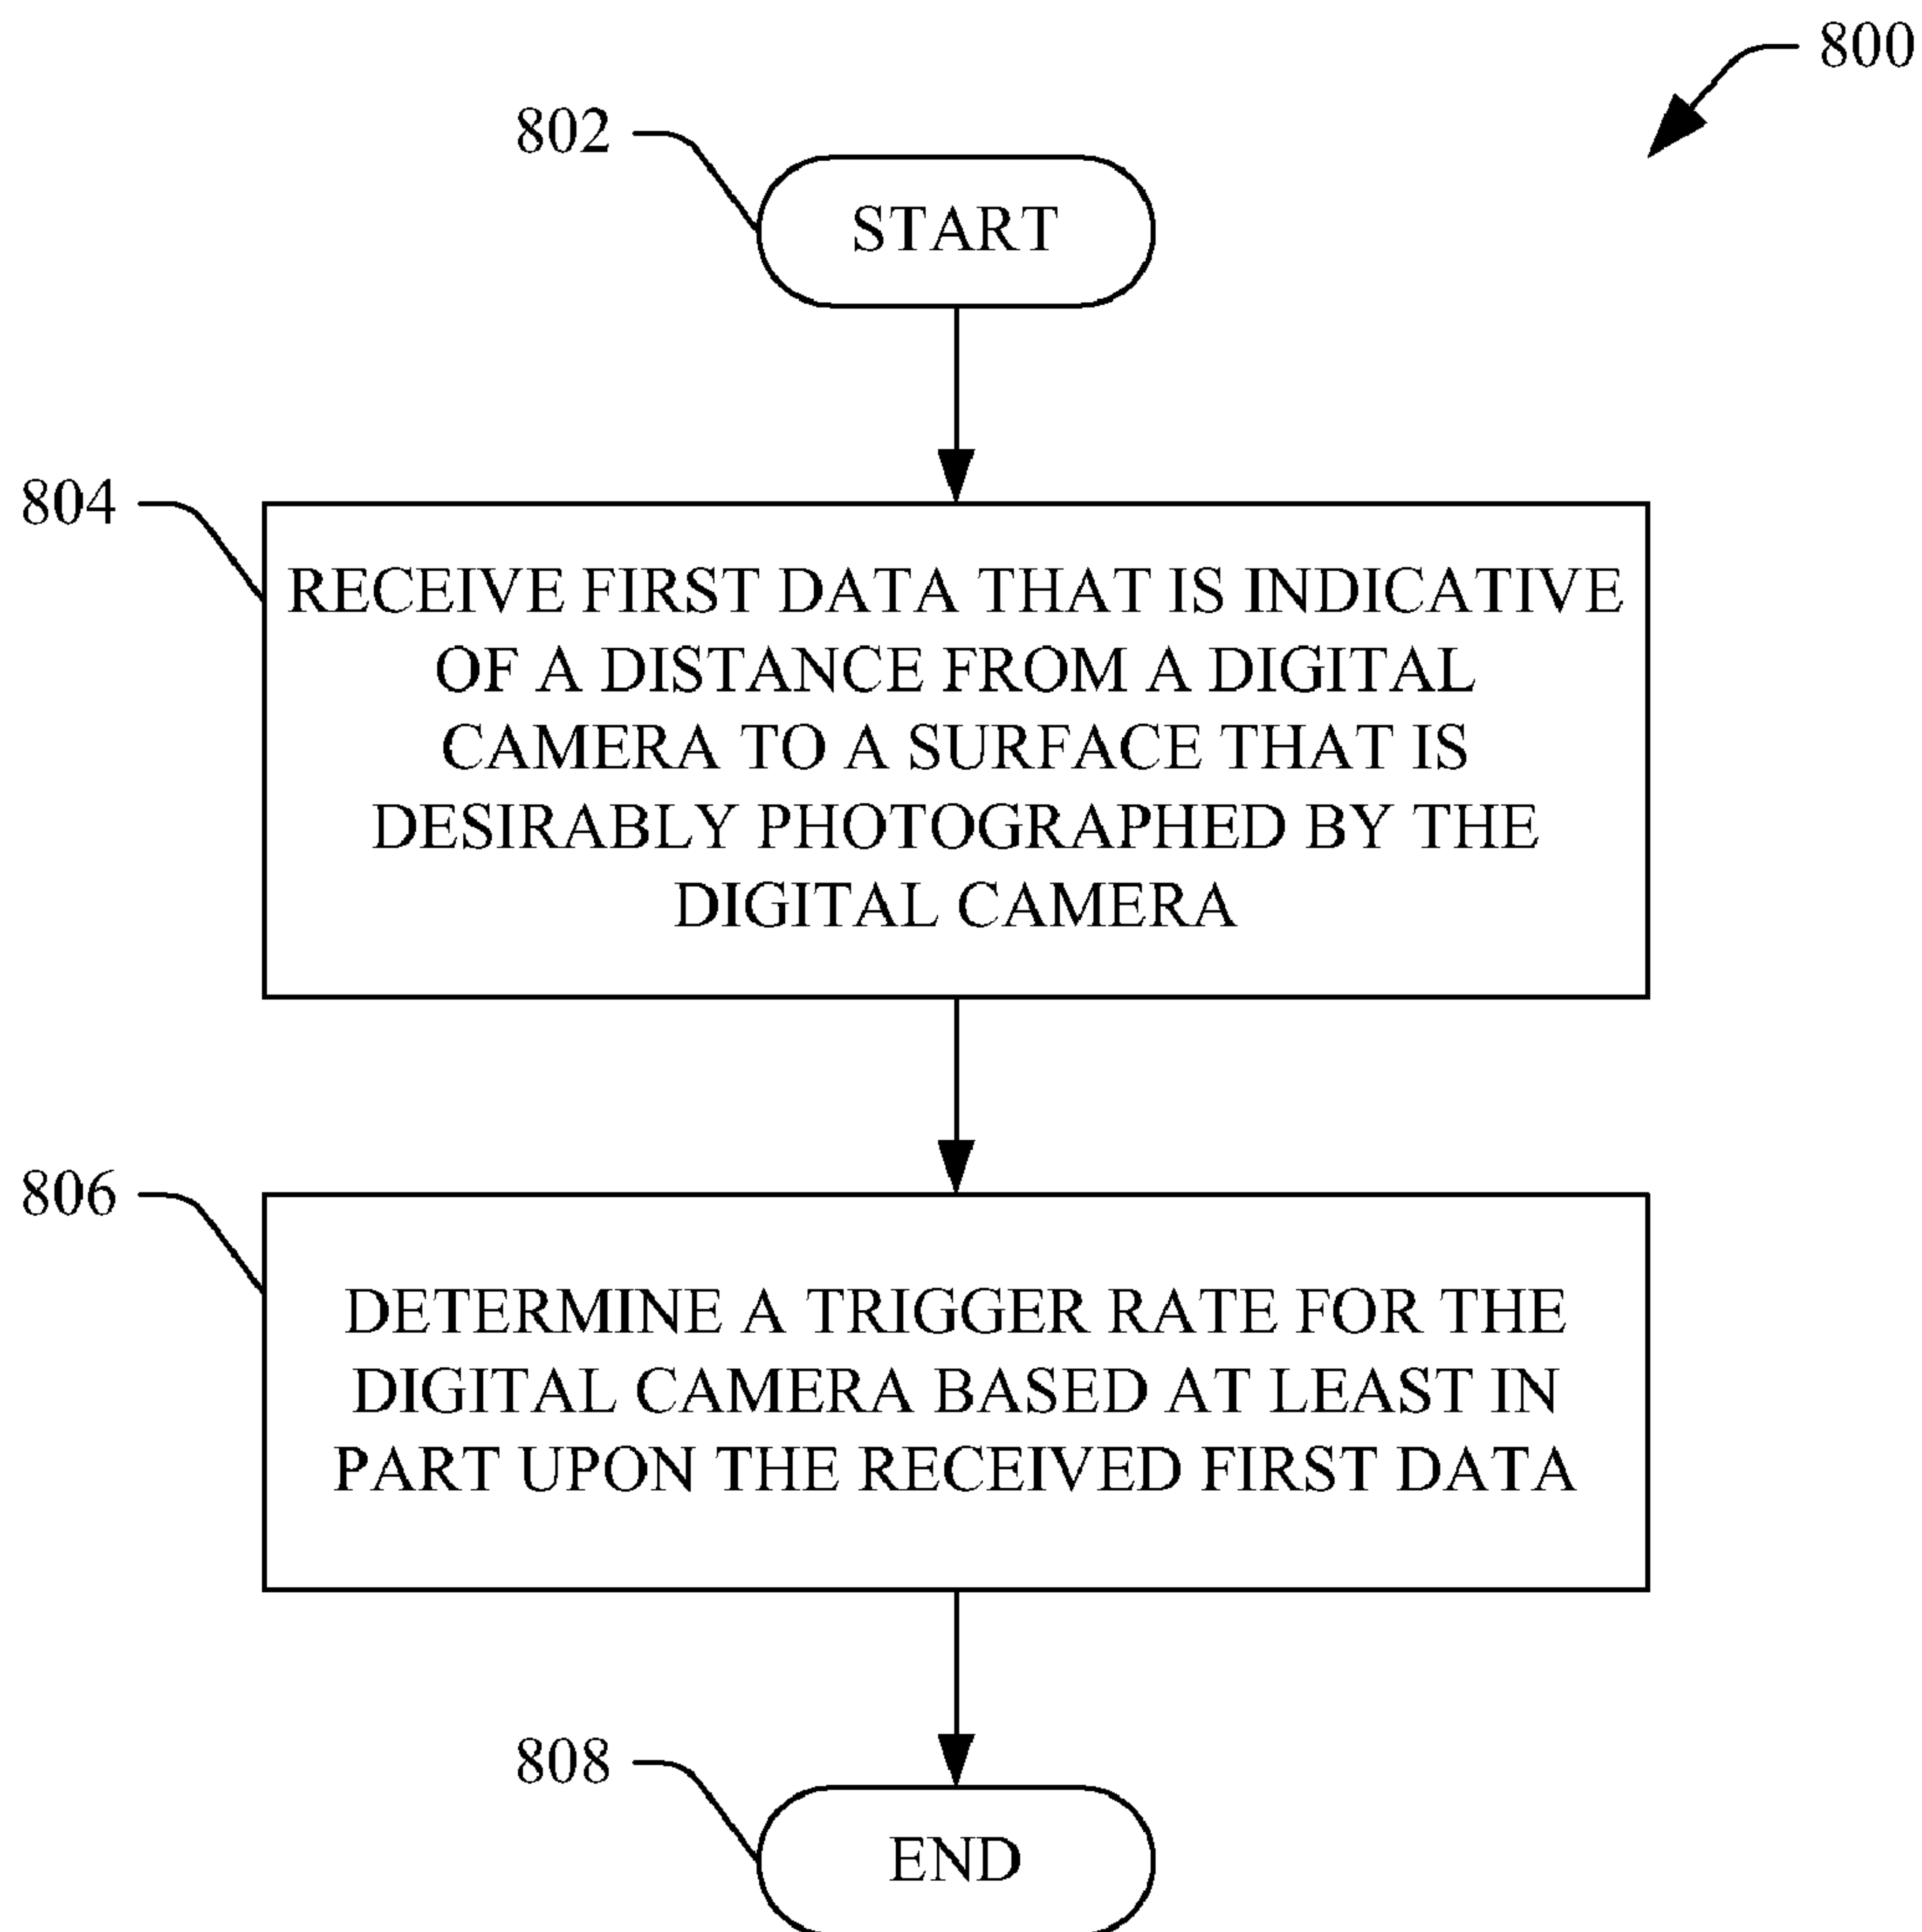 800
802
START
804
RECEIVE FIRST DATA THAT IS INDICATIVE
OF A DISTANCE FROM A DIGITAL
CAMERA TO A SURFACE THAT IS
DESIRABLY PHOTOGRAPHED BY THE
DIGITAL CAMERA
806
DETERMINE A TRIGGER RATE FOR THE
DIGITAL CAMERA BASED AT LEAST IN
PART UPON THE RECEIVED FIRST DATA
808
END